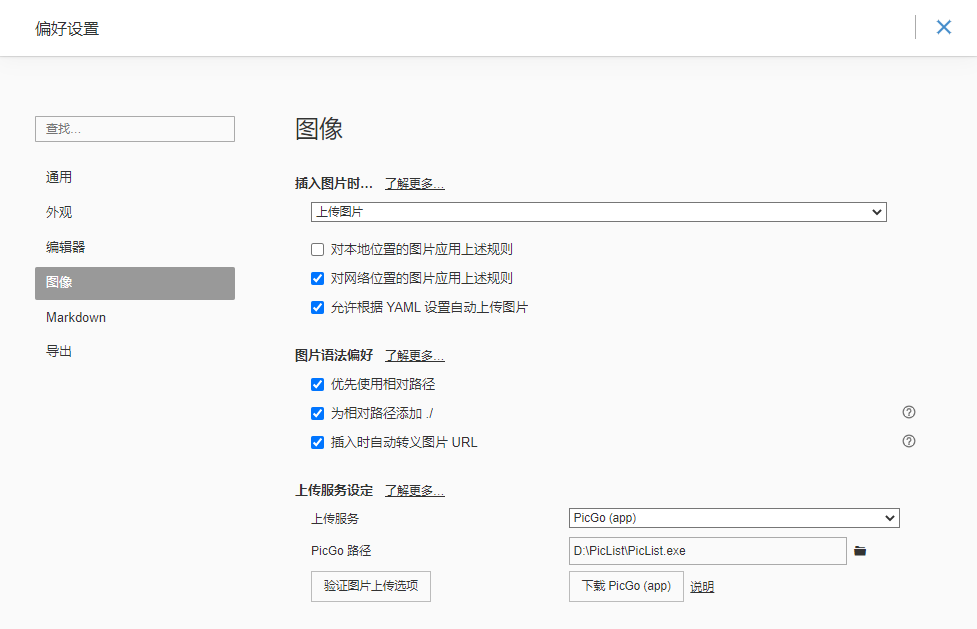 偏好设置
查找...
通用
外观
编辑器
图像
Markdown
导出
图像
插入图片时... 了解更多...
上传图片
对本地位置的图片应用上述规则
对网络位置的图片应用上述规则
允许根据 YAML 设置自动上传图片
图片语法偏好 了解更多...
优先使用相对路径
为相对路径添加 ./
插入时自动转义图片 URL
上传服务设定 了解更多...
上传服务 PicGo (app)
PicGo 路径 D:\PicList\PicList.exe
验证图片上传选项 下载 PicGo (app) 说明